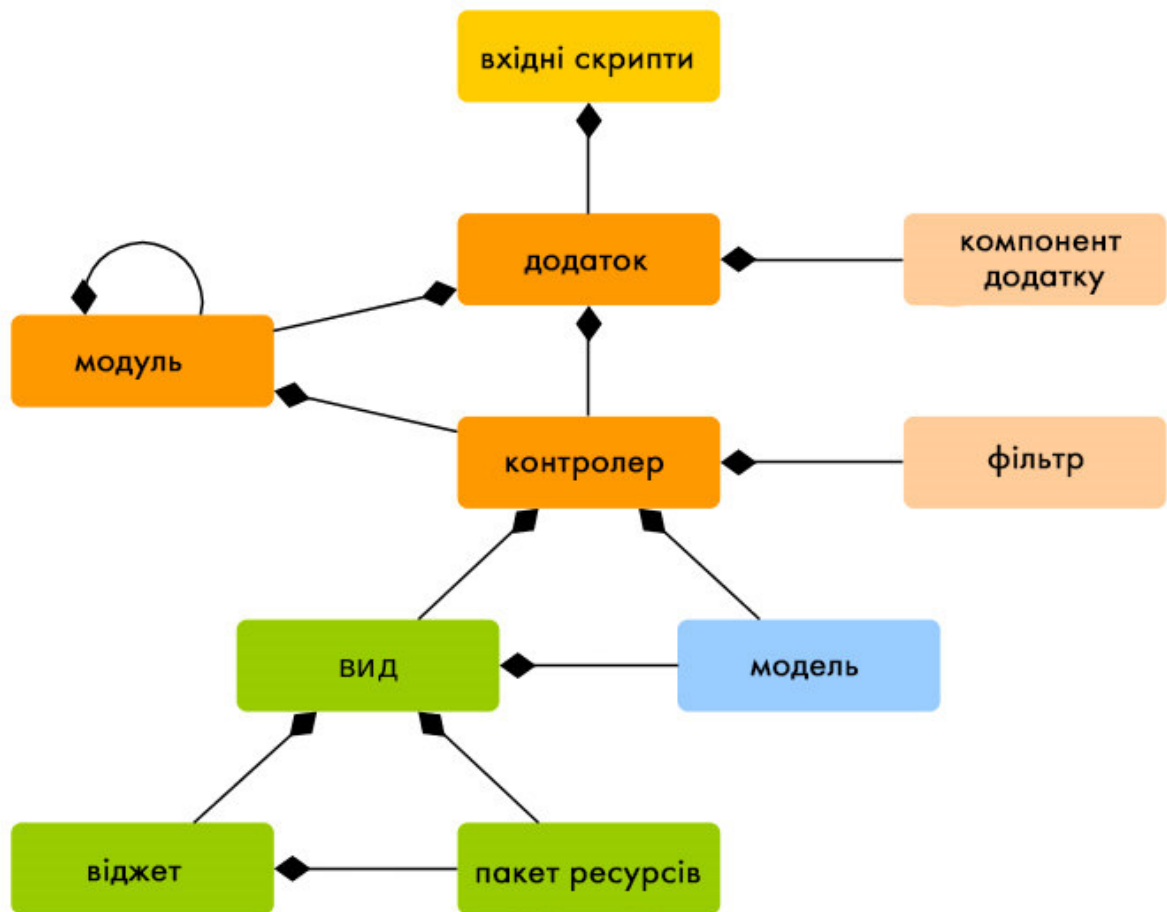 вхідні скрипти
додаток
компонент
додатку
модуль
контролер
фільтр
вид
модель
віджет
пакет ресурсів